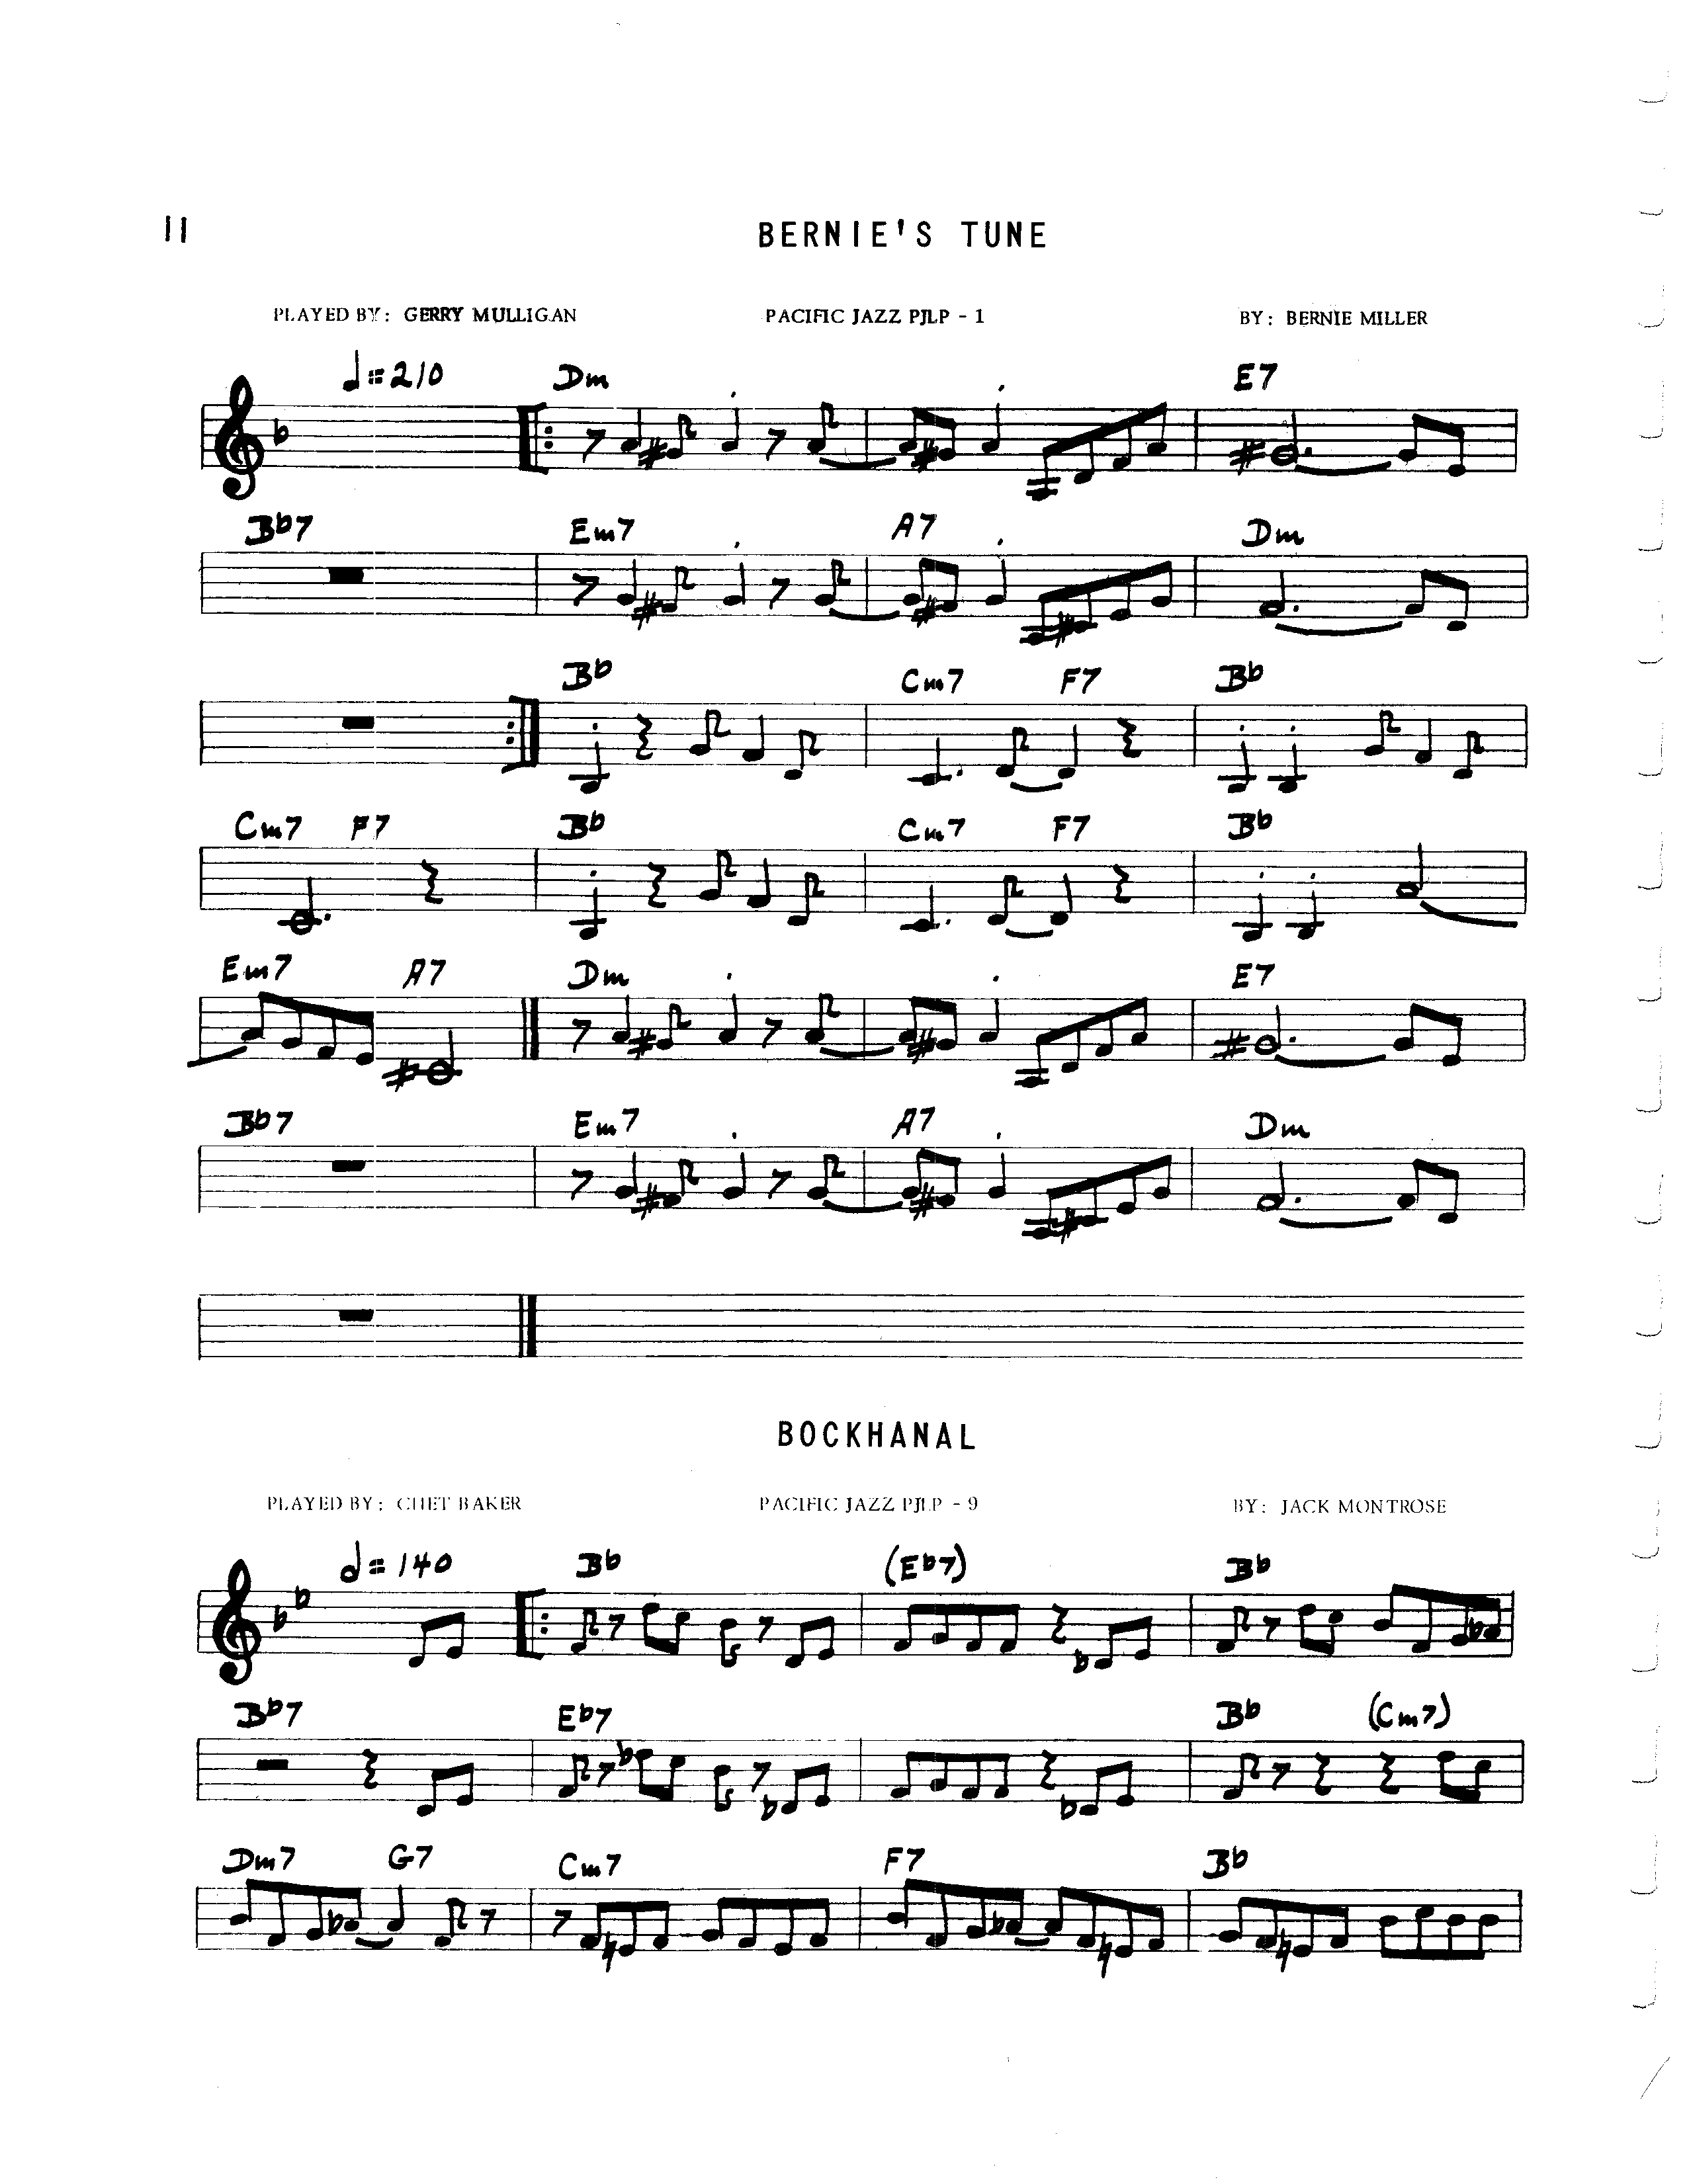 11
BERNIE'S TUNE
PLAYED BY: GERRY MULLIGAN PACIFIC JAZZ PJLP - 1 BY: BERNIE MILLER
𝅗𝅥 = 210 Dm E7
Bb7 Em7 A7 Dm
Bb Cm7 F7 Bb
Cm7 F7 Bb Cm7 F7 Bb
Em7 A7 Dm E7
Bb7 Em7 A7 Dm
BOCKHANAL
PLAYED BY: CHET BAKER PACIFIC JAZZ PJLP - 9 BY: JACK MONTROSE
𝅗𝅥 = 140 Bb (Eb7) Bb
Bb7 Eb7 Bb (Cm7)
Dm7 G7 Cm7 F7 Bb